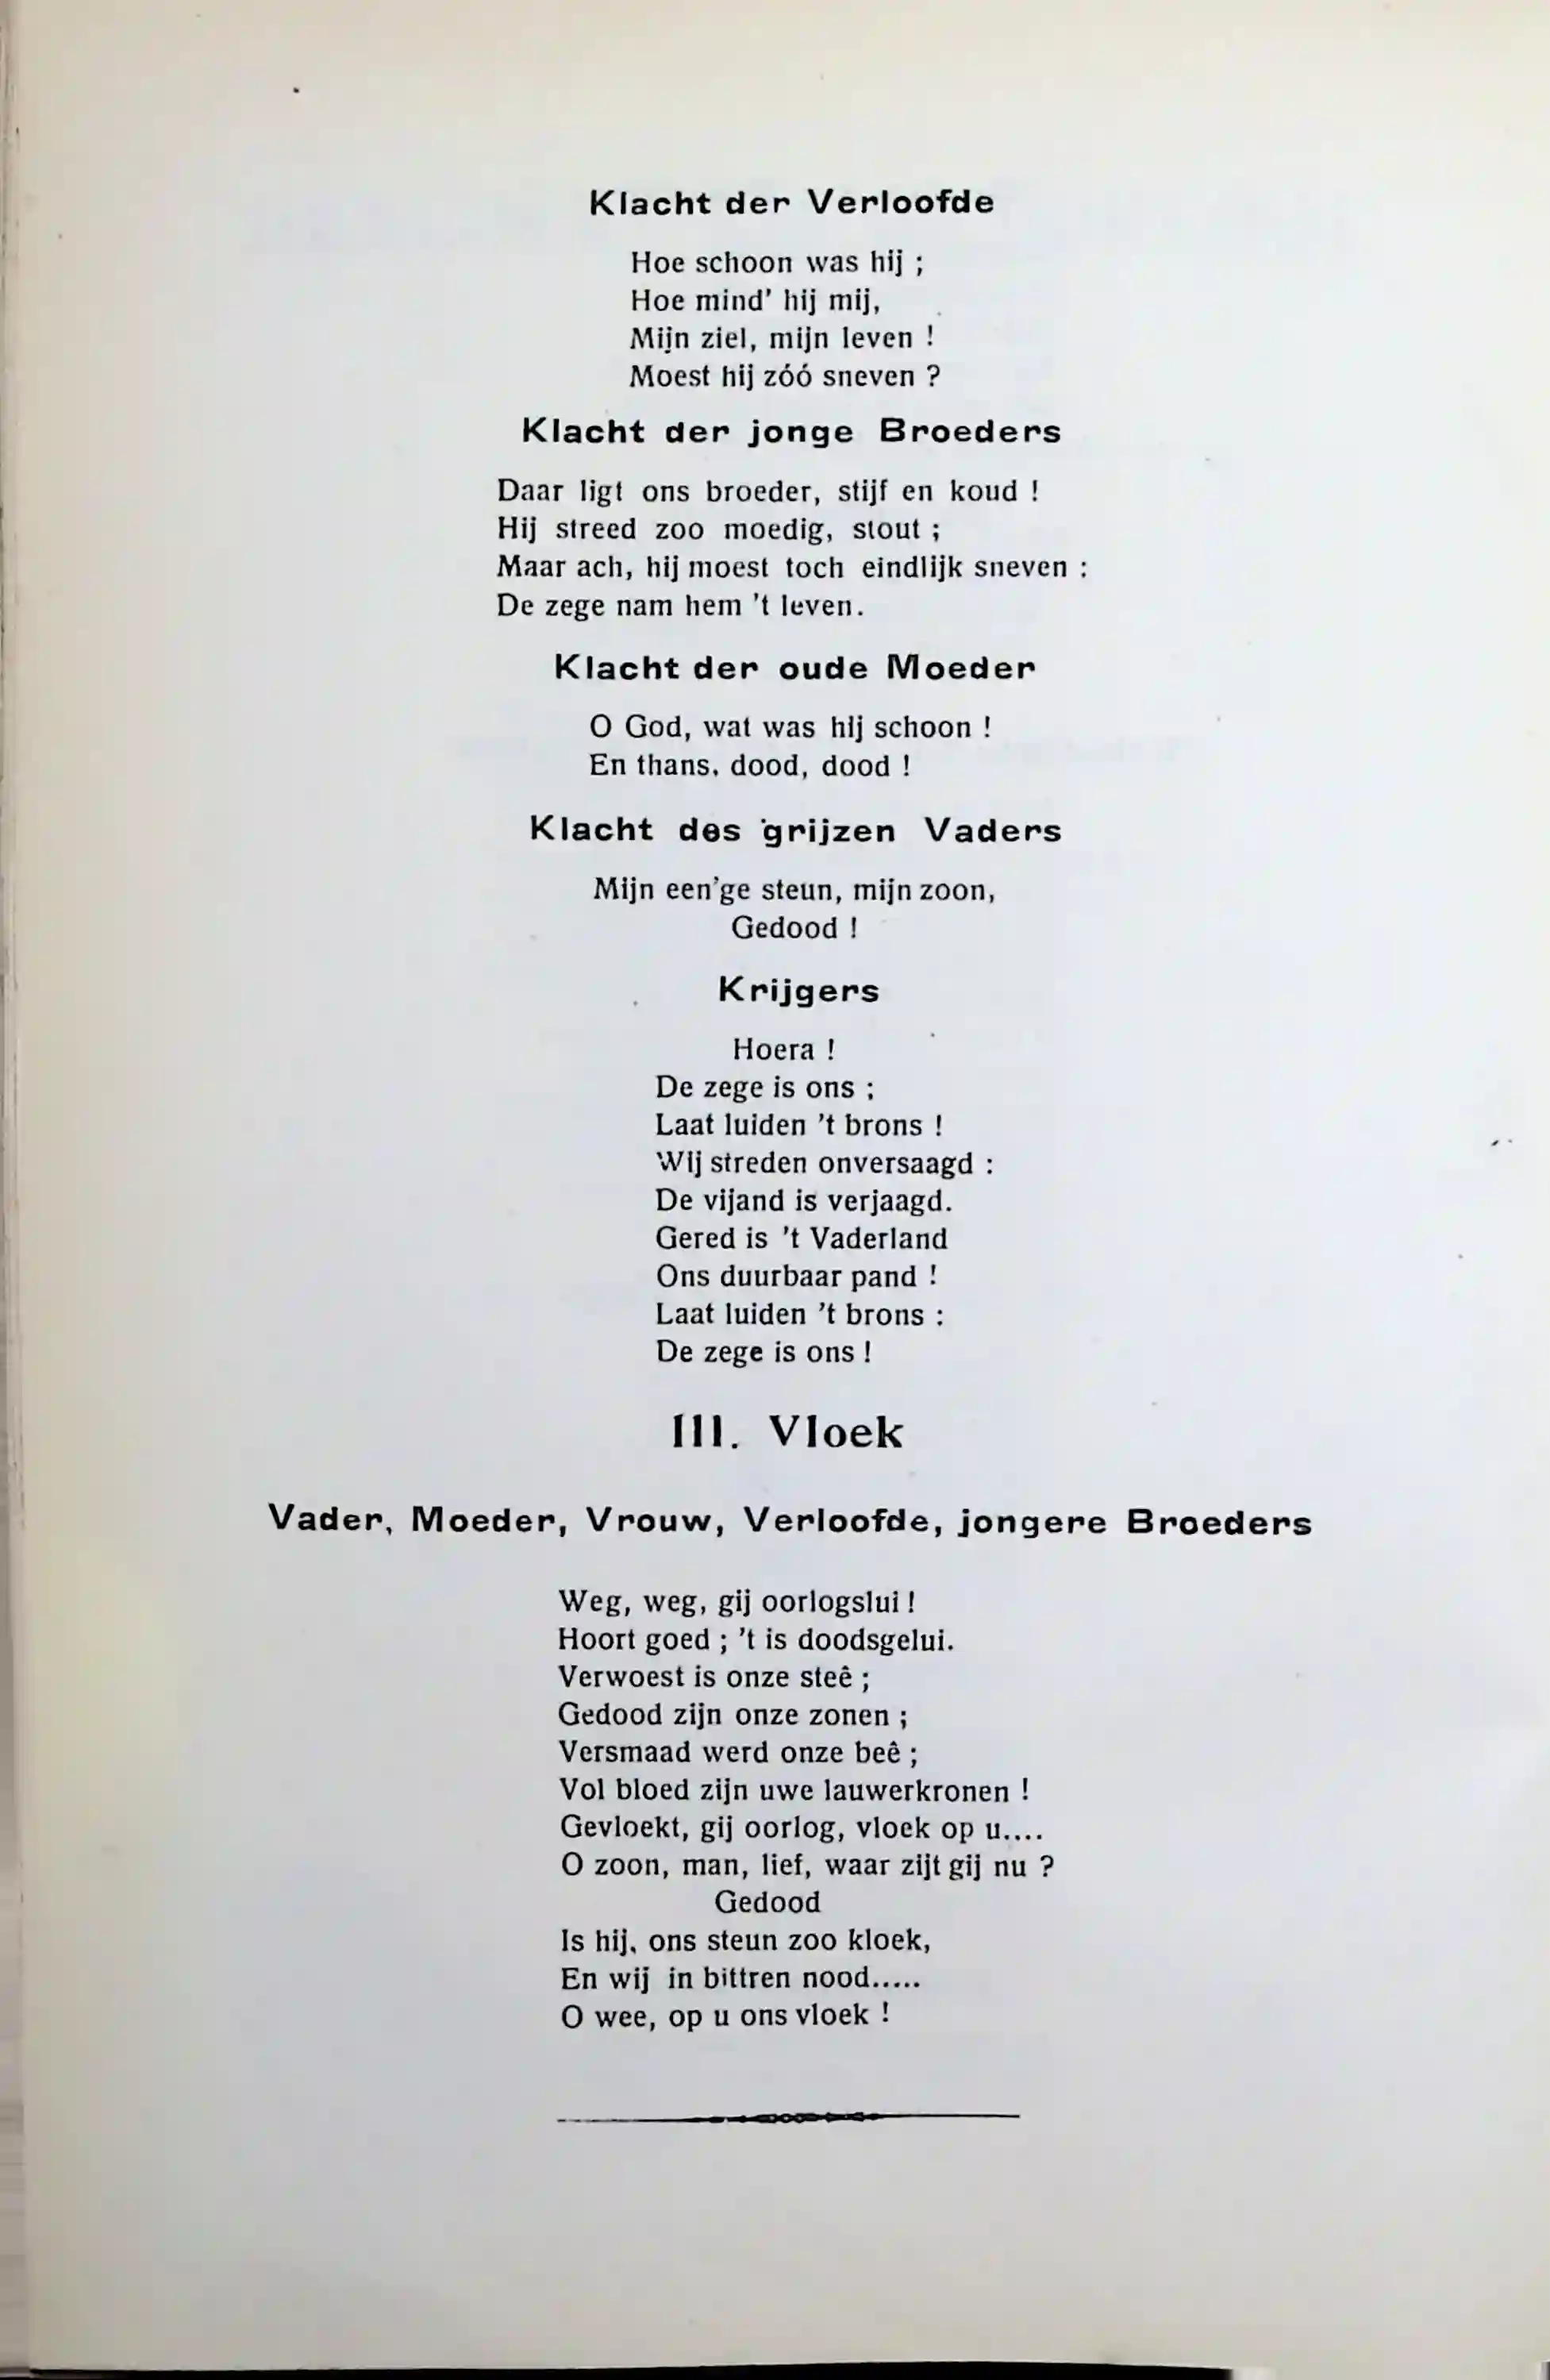 Klacht der Verloofde
Hoe schoon was hij ;
Hoe mind' hij mij,
Mijn ziel, mijn leven !
Moest hij zóó sneven ?
Klacht der jonge Broeders
Daar ligt ons broeder, stijf en koud !
Hij streed zoo moedig, stout ;
Maar ach, hij moest toch eindlijk sneven :
De zege nam hem 't leven.
Klacht der oude Moeder
O God, wat was hij schoon !
En thans, dood, dood !
Klacht des grijzen Vaders
Mijn een'ge steun, mijn zoon,
Gedood !
Krijgers
Hoera !
De zege is ons ;
Laat luiden 't brons !
Wij streden onversaagd :
De vijand is verjaagd.
Gered is 't Vaderland
Ons duurbaar pand !
Laat luiden 't brons :
De zege is ons !
III. Vloek
Vader, Moeder, Vrouw, Verloofde, jongere Broeders
Weg, weg, gij oorlogslui !
Hoort goed ; 't is doodsgelui.
Verwoest is onze steê ;
Gedood zijn onze zonen ;
Versmaad werd onze beê ;
Vol bloed zijn uwe lauwerkronen !
Gevloekt, gij oorlog, vloek op u....
O zoon, man, lief, waar zijt gij nu ?
Gedood
Is hij, ons steun zoo kloek,
En wij in bittren nood.....
O wee, op u ons vloek !